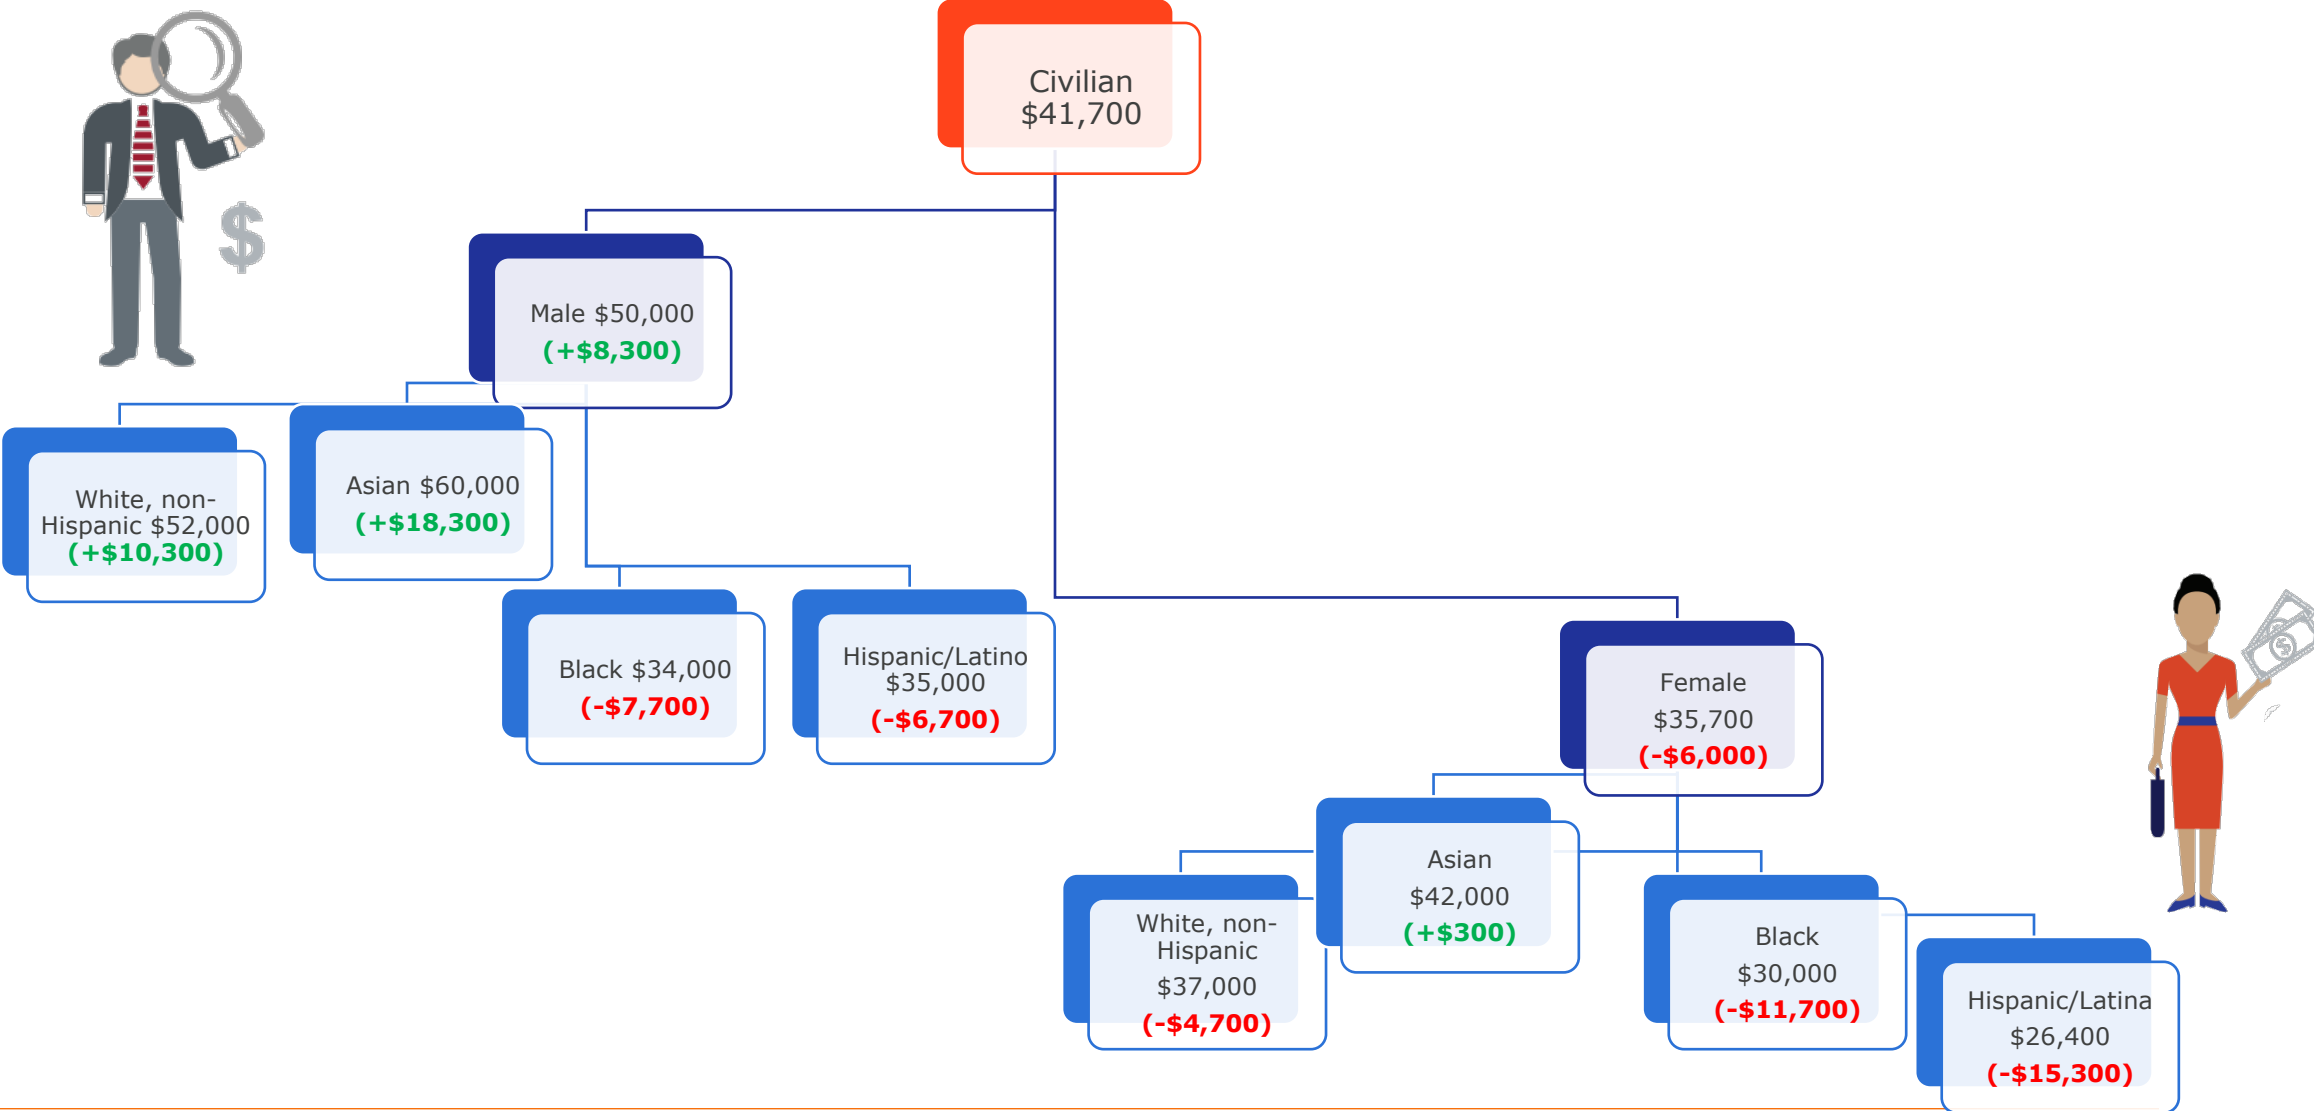 Civilian
$41,700
Male $50,000
(+$8,300)
White, non-
Hispanic $52,000
(+$10,300)
Asian $60,000
(+$18,300)
Black $34,000
(-$7,700)
Hispanic/Latino
$35,000
(-$6,700)
Female
$35,700
(-$6,000)
White, non-
Hispanic
$37,000
(-$4,700)
Asian
$42,000
(+$300)
Black
$30,000
(-$11,700)
Hispanic/Latina
$26,400
(-$15,300)
$
$